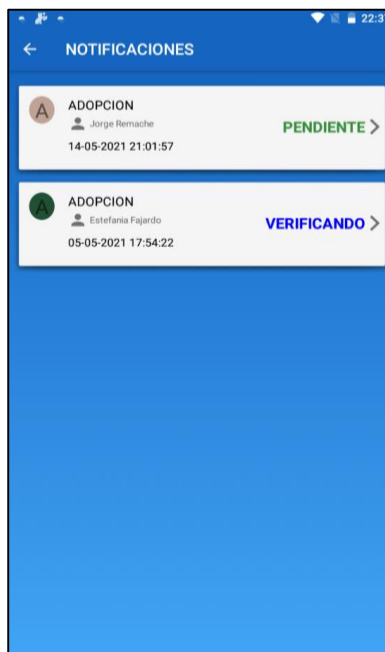 22:37
NOTIFICACIONES
A
ADOPCION
Jorge Remache
14-05-2021 21:01:57
PENDIENTE
A
ADOPCION
Estefania Fajardo
05-05-2021 17:54:22
VERIFICANDO